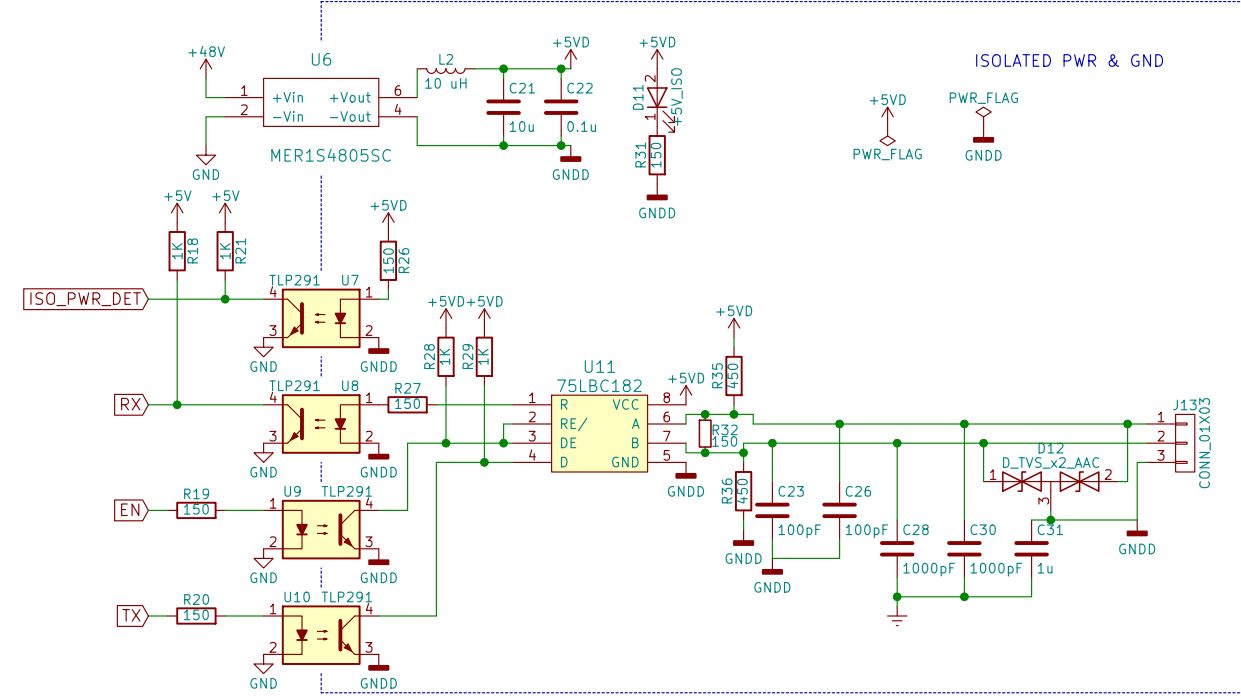 +48V
U6
L2
10 uH
+5VD
+5VD
ISOLATED PWR & GND
1
+Vin
+Vout
6
2
-Vin
-Vout
4
C21
10u
C22
0.1u
D11
2
1
+5V_ISO
R31
150
+5VD
PWR_FLAG
PWR_FLAG
GNDD
MER1S4805SC
GND
GNDD
GNDD
+5V
+5V
+5VD
1K
R18
1K
R21
150
R26
ISO_PWR_DET
TLP291
U7
4
1
3
2
GND
GNDD
+5VD
+5VD
R28
1K
R29
1K
+5VD
R35
450
RX
TLP291
U8
4
1
3
2
GND
GNDD
R27
150
U11
75LBC182
1
R
VCC
8
2
RE/
A
6
3
DE
B
7
4
D
GND
5
+5VD
GNDD
R32
150
R36
450
GNDD
C23
100pF
C26
100pF
GNDD
C28
1000pF
C30
1000pF
C31
1u
D12
D_TVS_x2_AAC
1
2
3
J13
1
2
3
CONN_01X03
GNDD
EN
R19
150
U9
TLP291
1
4
2
3
GND
GNDD
TX
R20
150
U10
TLP291
1
4
2
3
GND
GNDD